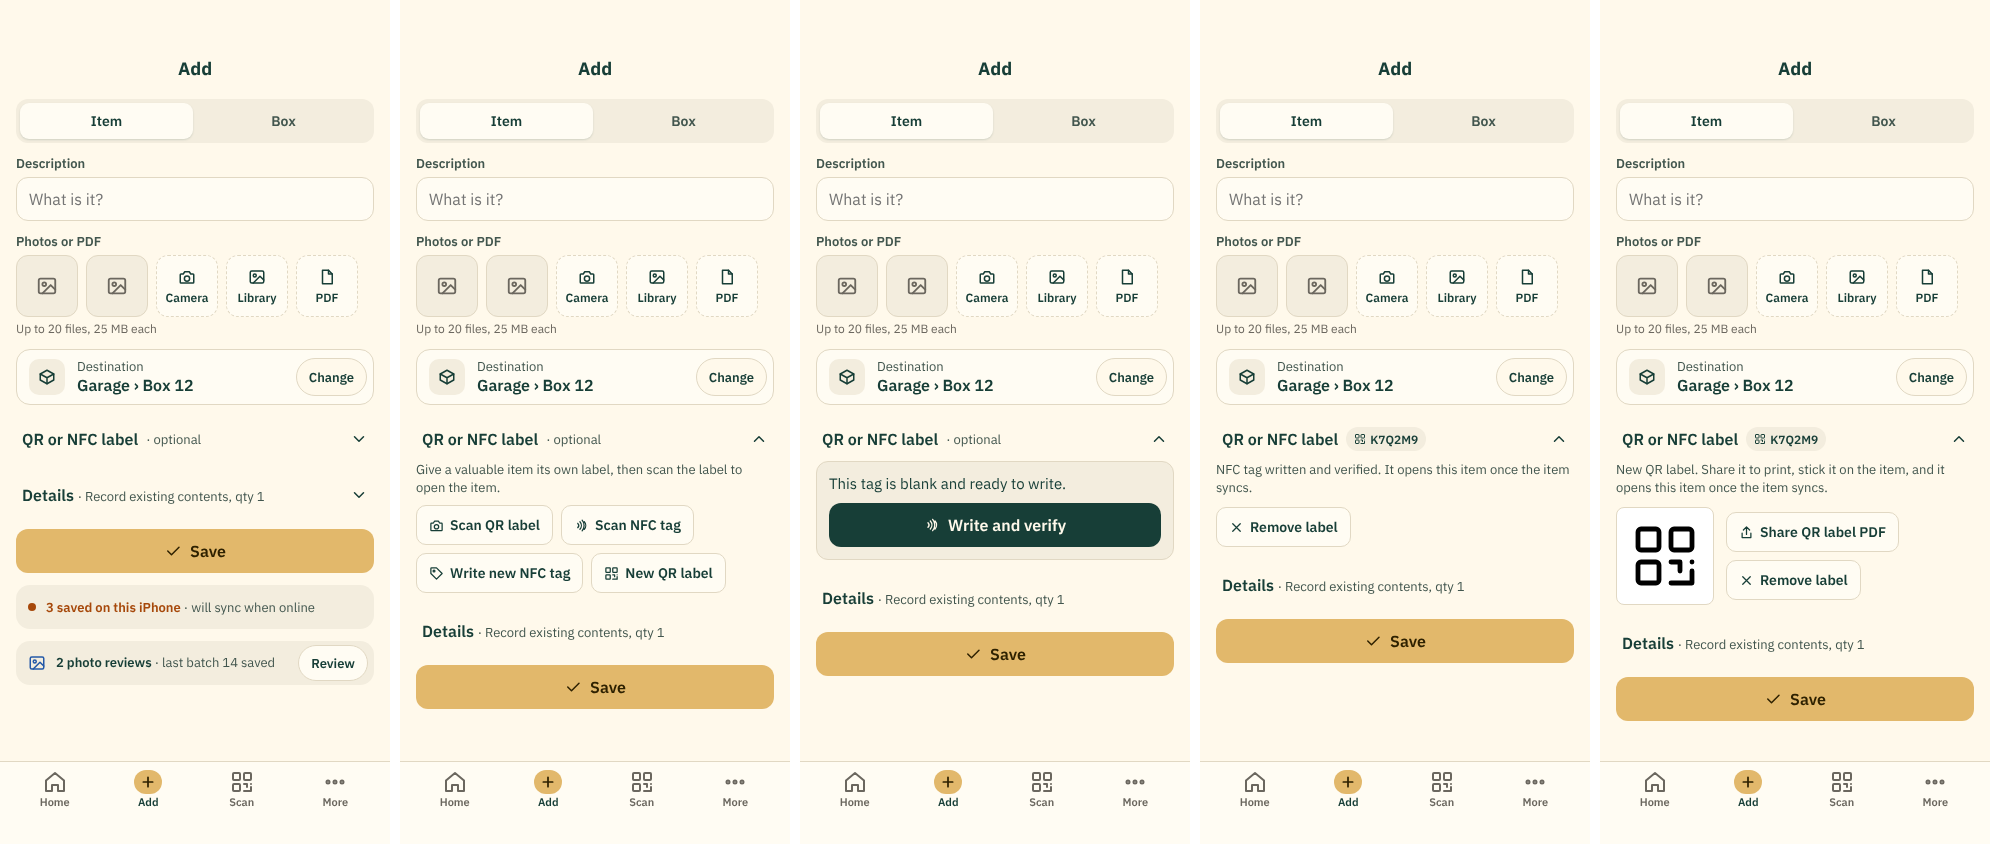 Add
Item
Box
Description
What is it?
Photos or PDF
Camera
Library
PDF
Up to 20 files, 25 MB each
Destination
Garage › Box 12
Change
QR or NFC label · optional
Details · Record existing contents, qty 1
Save
3 saved on this iPhone · will sync when online
2 photo reviews · last batch 14 saved
Review
Home
Add
Scan
More
Add
Item
Box
Description
What is it?
Photos or PDF
Camera
Library
PDF
Up to 20 files, 25 MB each
Destination
Garage › Box 12
Change
QR or NFC label · optional
Give a valuable item its own label, then scan the label to
open the item.
Scan QR label
Scan NFC tag
Write new NFC tag
New QR label
Details · Record existing contents, qty 1
Save
Home
Add
Scan
More
Add
Item
Box
Description
What is it?
Photos or PDF
Camera
Library
PDF
Up to 20 files, 25 MB each
Destination
Garage › Box 12
Change
QR or NFC label · optional
This tag is blank and ready to write.
Write and verify
Details · Record existing contents, qty 1
Save
Home
Add
Scan
More
Add
Item
Box
Description
What is it?
Photos or PDF
Camera
Library
PDF
Up to 20 files, 25 MB each
Destination
Garage › Box 12
Change
QR or NFC label K7Q2M9
NFC tag written and verified. It opens this item once the item
syncs.
Remove label
Details · Record existing contents, qty 1
Save
Home
Add
Scan
More
Add
Item
Box
Description
What is it?
Photos or PDF
Camera
Library
PDF
Up to 20 files, 25 MB each
Destination
Garage › Box 12
Change
QR or NFC label K7Q2M9
New QR label. Share it to print, stick it on the item, and it
opens this item once the item syncs.
Share QR label PDF
Remove label
Details · Record existing contents, qty 1
Save
Home
Add
Scan
More